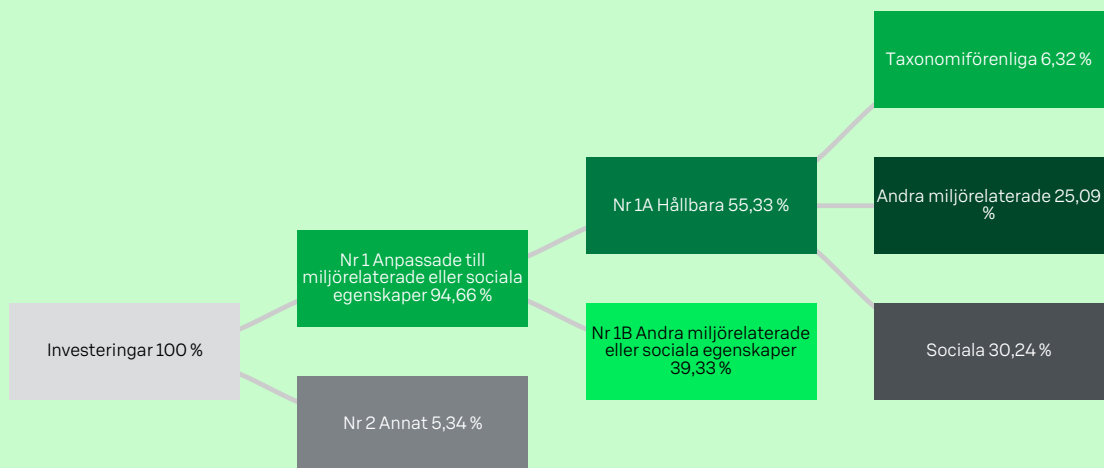 Taxonomiförenliga 6,32 %
Nr 1A Hållbara 55,33 %
Andra miljörelaterade 25,09
%
Nr 1 Anpassade till
miljörelaterade eller sociala
egenskaper 94,66 %
Investeringar 100 %
Nr 1B Andra miljörelaterade
eller sociala egenskaper
39,33 %
Sociala 30,24 %
Nr 2 Annat 5,34 %